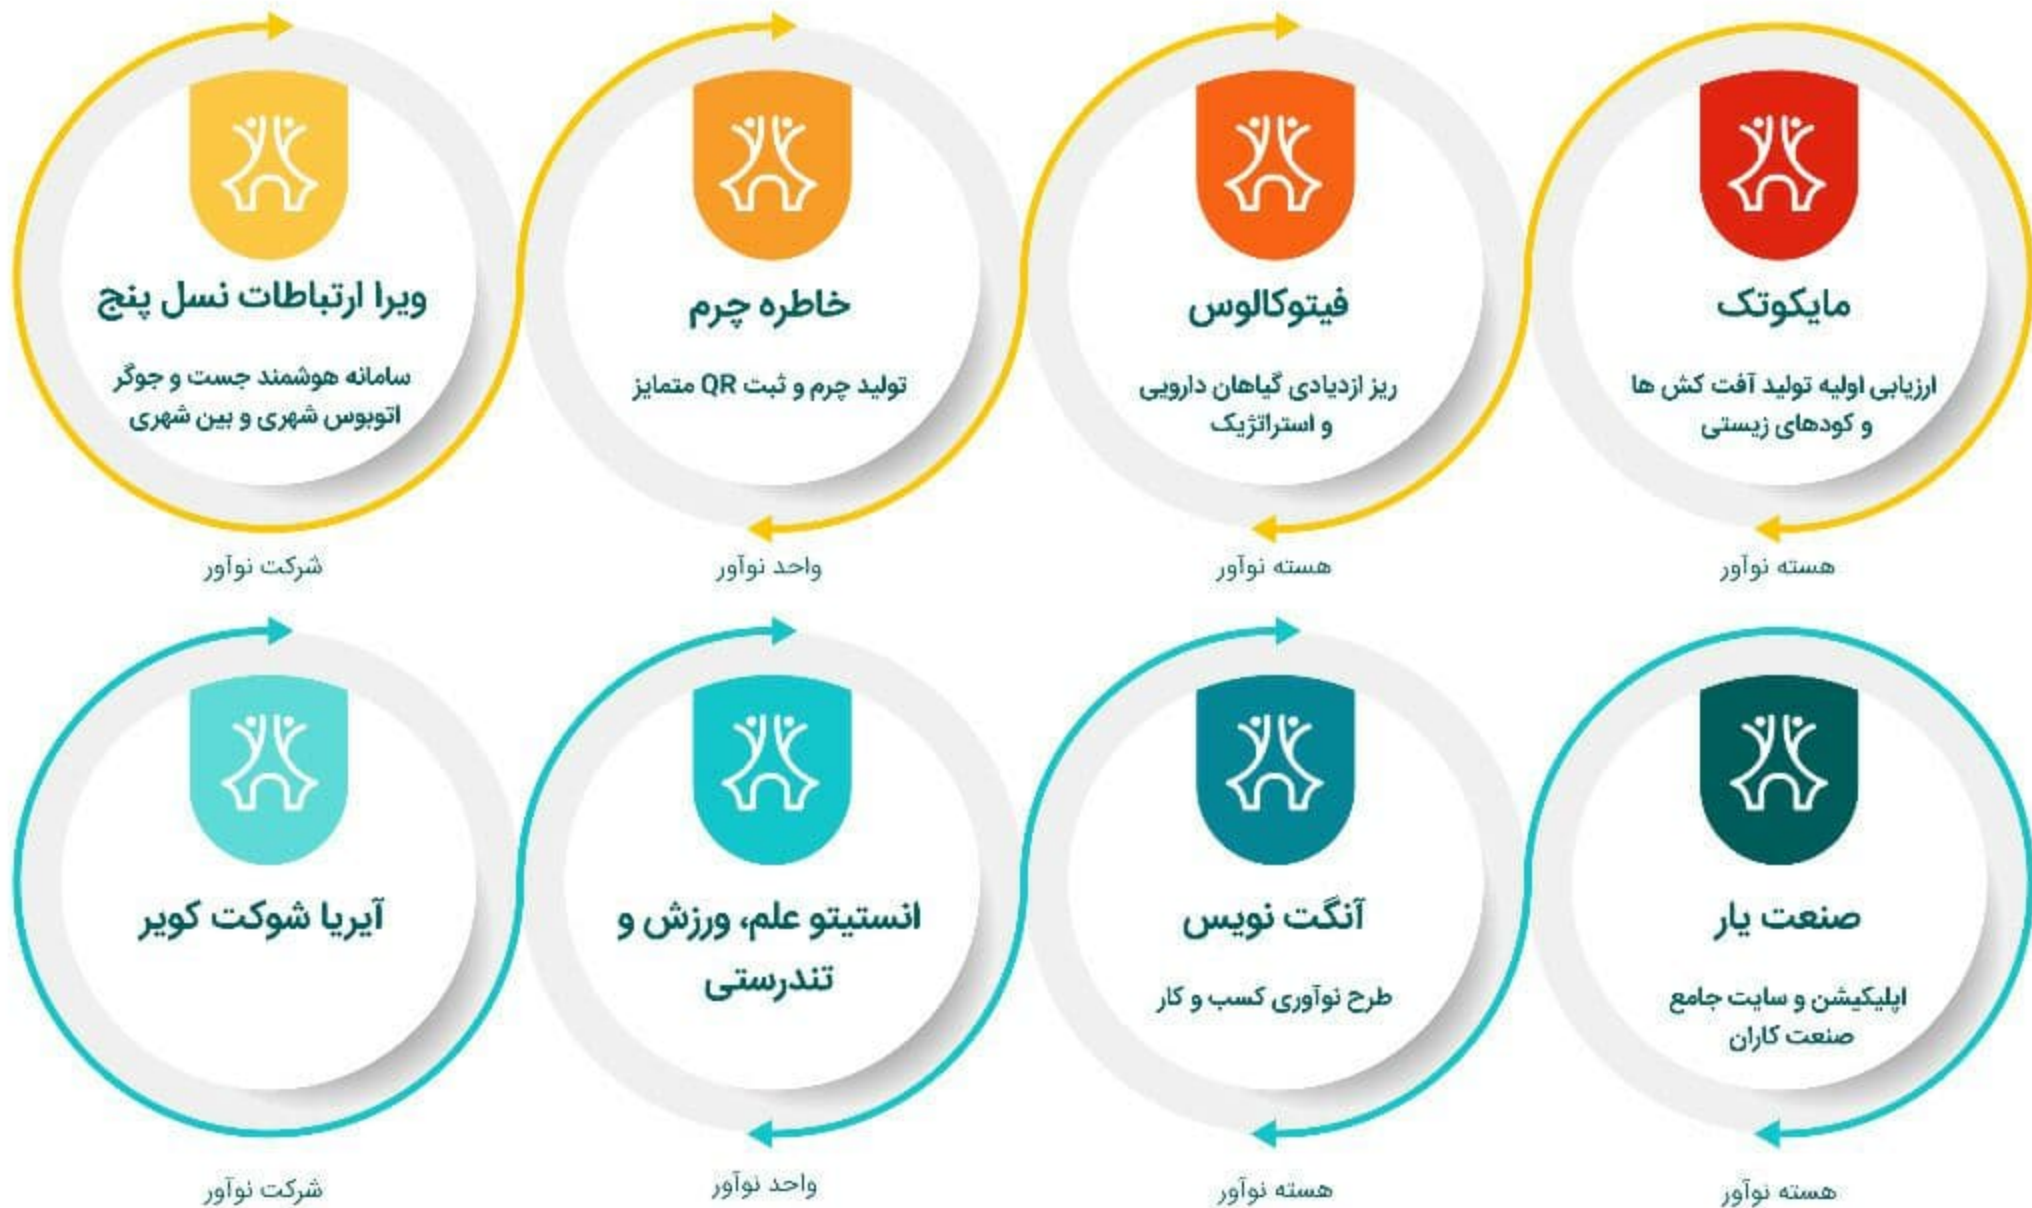 مایکوتک
ارزیابی اولیه تولید آفت کش ها
و کودهای زیستی
هسته نوآور
فیتوکالوس
ریز ازدیادی گیاهان دارویی
و استراتژیک
هسته نوآور
خاطره چرم
تولید چرم و ثبت QR متمایز
واحد نوآور
ویرا ارتباطات نسل پنج
سامانه هوشمند جست و جوگر
اتوبوس شهری و بین شهری
شرکت نوآور
صنعت یار
اپلیکیشن و سایت جامع
صنعت کاران
هسته نوآور
آنگت نویس
طرح نوآوری کسب و کار
هسته نوآور
انستیتو علم، ورزش و
تندرستی
واحد نوآور
آیریا شوکت کویر
شرکت نوآور